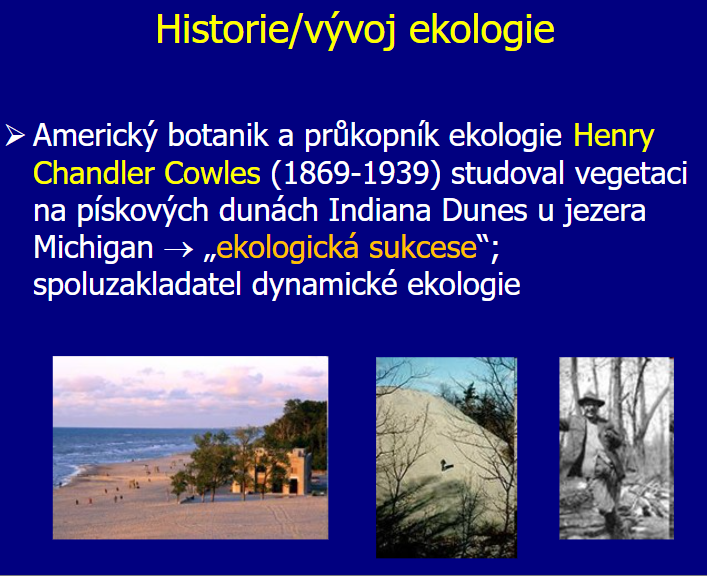 Historie/vývoj ekologie
➢ Americký botanik a průkopník ekologie Henry
Chandler Cowles (1869-1939) studoval vegetaci
na pískových dunách Indiana Dunes u jezera
Michigan → „ekologická sukcese“;
spoluzakladatel dynamické ekologie